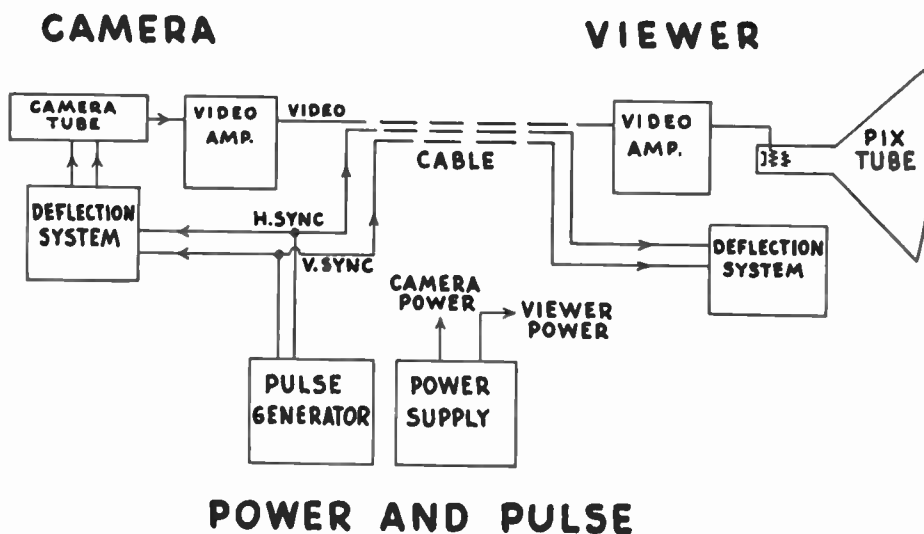 CAMERA
VIEWER
CAMERA
TUBE
VIDEO
AMP.
VIDEO
CABLE
VIDEO
AMP.
PIX
TUBE
DEFLECTION
SYSTEM
H.SYNC
V.SYNC
DEFLECTION
SYSTEM
CAMERA
POWER
VIEWER
POWER
PULSE
GENERATOR
POWER
SUPPLY
POWER AND PULSE